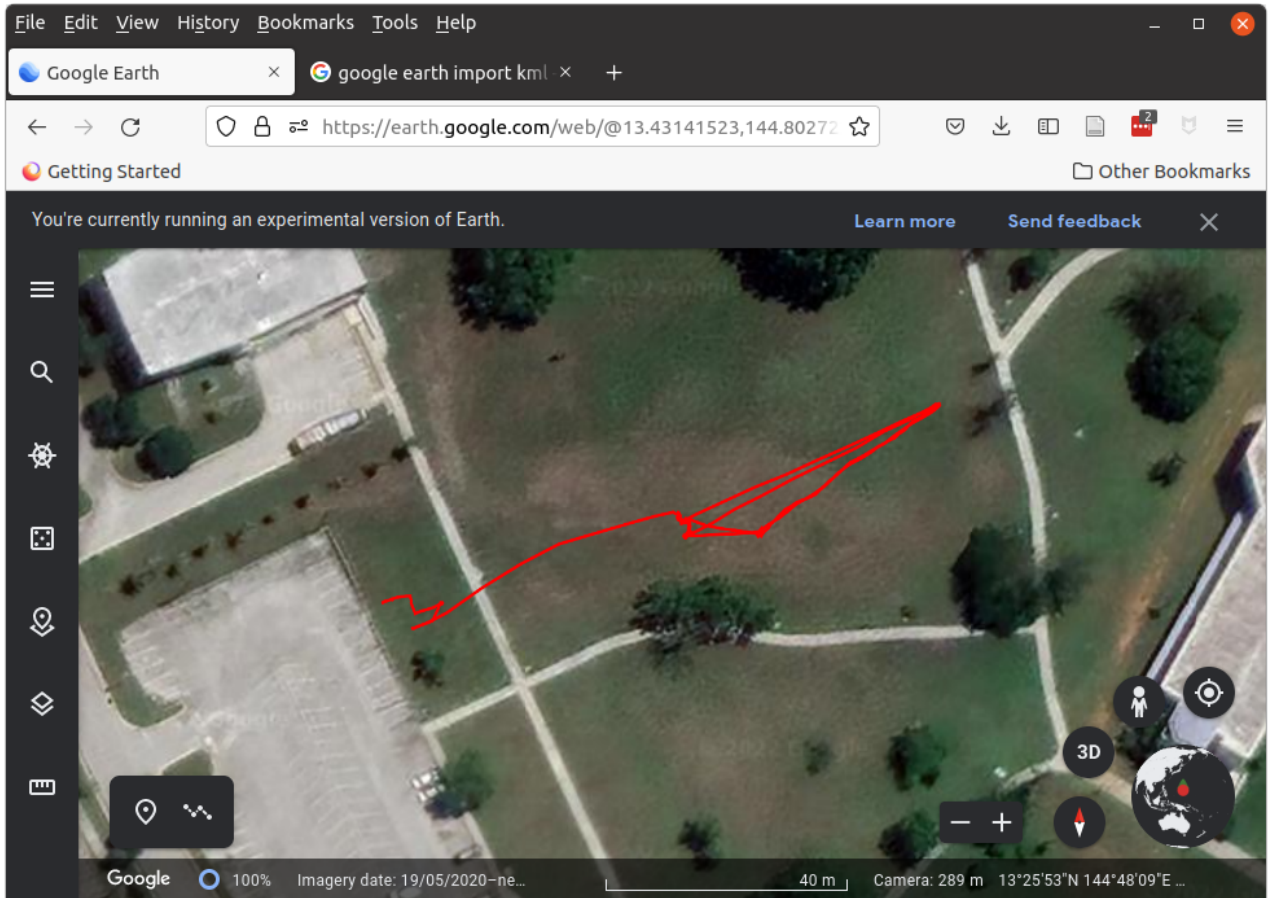 File Edit View History Bookmarks Tools Help
Google Earth
google earth import kml
https://earth.google.com/web/@13.43141523,144.80272
2
Getting Started
Other Bookmarks
You're currently running an experimental version of Earth.
Learn more
Send feedback
3D
Google
100%
Imagery date: 19/05/2020–ne...
40 m
Camera: 289 m
13°25'53"N 144°48'09"E ...